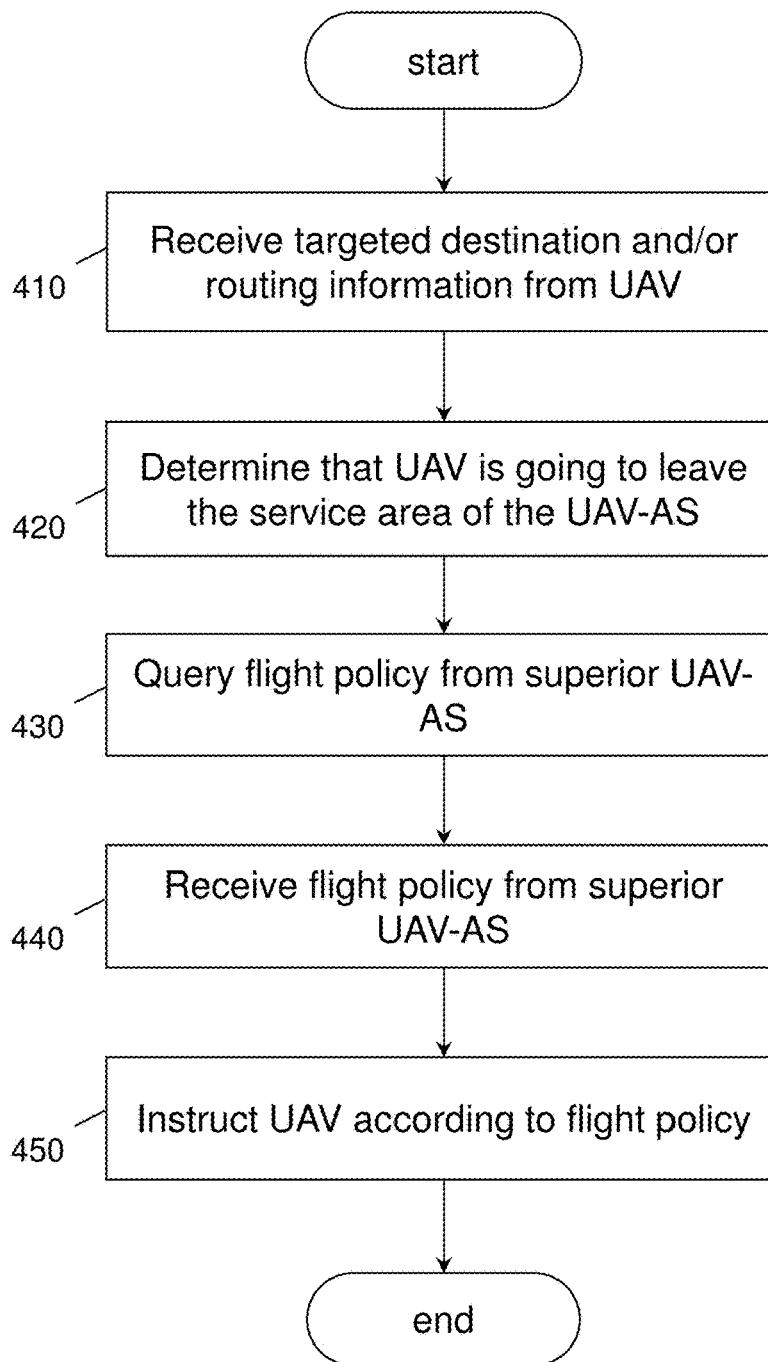 start
Receive targeted destination and/or
routing information from UAV
410
Determine that UAV is going to leave
the service area of the UAV-AS
420
Query flight policy from superior UAV-
AS
430
Receive flight policy from superior
UAV-AS
440
Instruct UAV according to flight policy
450
end